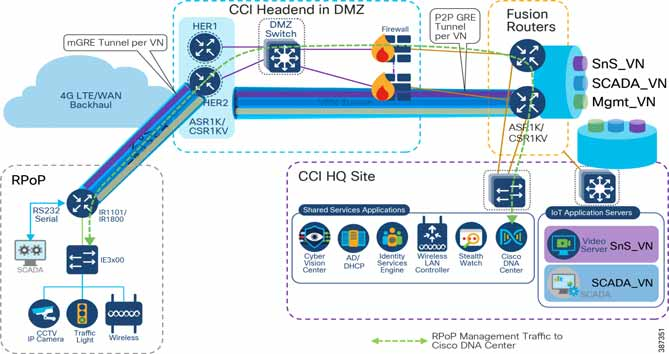 CCI Headend in DMZ
P2P GRE
Tunnel
per VN
Fusion
Routers
HER1
DMZ
Switch
Firewall
mGRE Tunnel per VN
SnS_VN
SCADA_VN
Mgmt_VN
4G LTE/WAN
Backhaul
HER2
ASR1K/
CSR1KV
ASR1K/
CSR1KV
RPoP
RS232
Serial
IR1101/
IR1800
SCADA
IE3x00
CCTV
IP Camera
Traffic
Light
Wireless
CCI HQ Site
Shared Services Applications
Cyber
Vision
Center
AD/
DHCP
Identity
Services
Engine
Wireless
LAN
Controller
Stealth
Watch
Cisco
DNA
Center
IoT Application Servers
Video
Server
SnS_VN
SCADA
SCADA_VN
RPoP Management Traffic to
Cisco DNA Center
387351